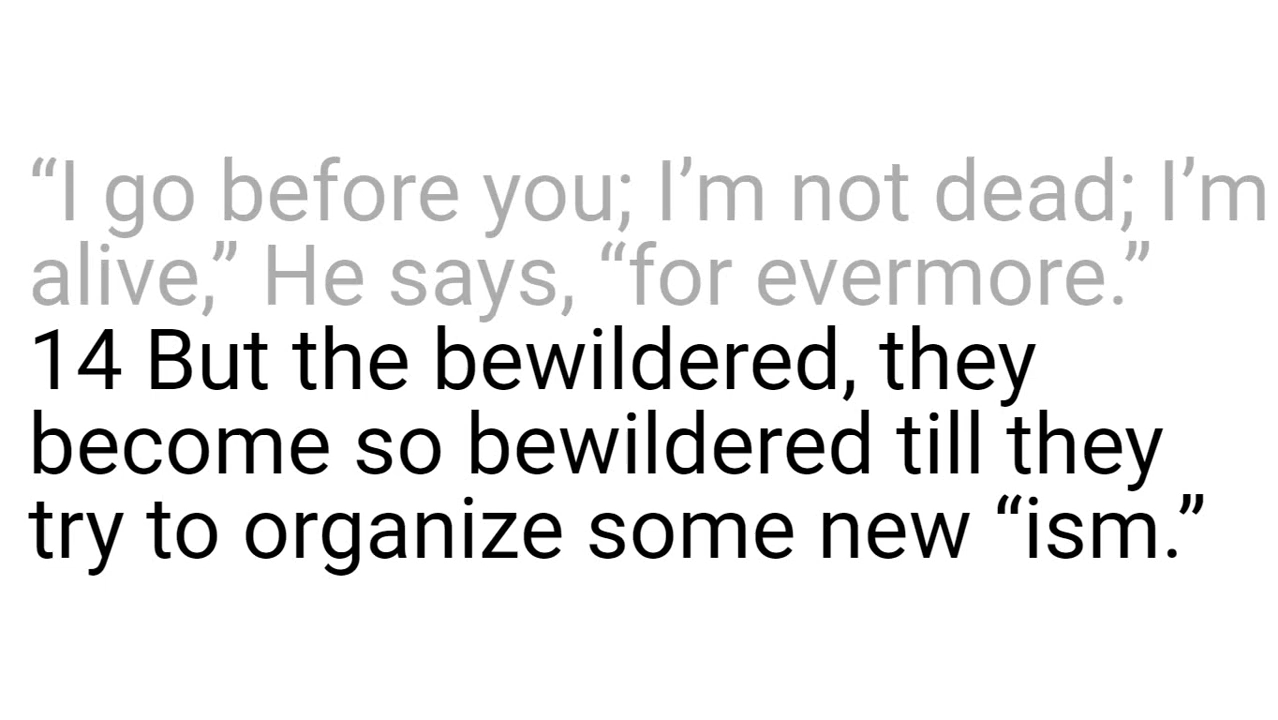 “I go before you; I’m not dead; I’m
alive,” He says, “for evermore.”
14 But the bewildered, they
become so bewildered till they
try to organize some new “ism.”